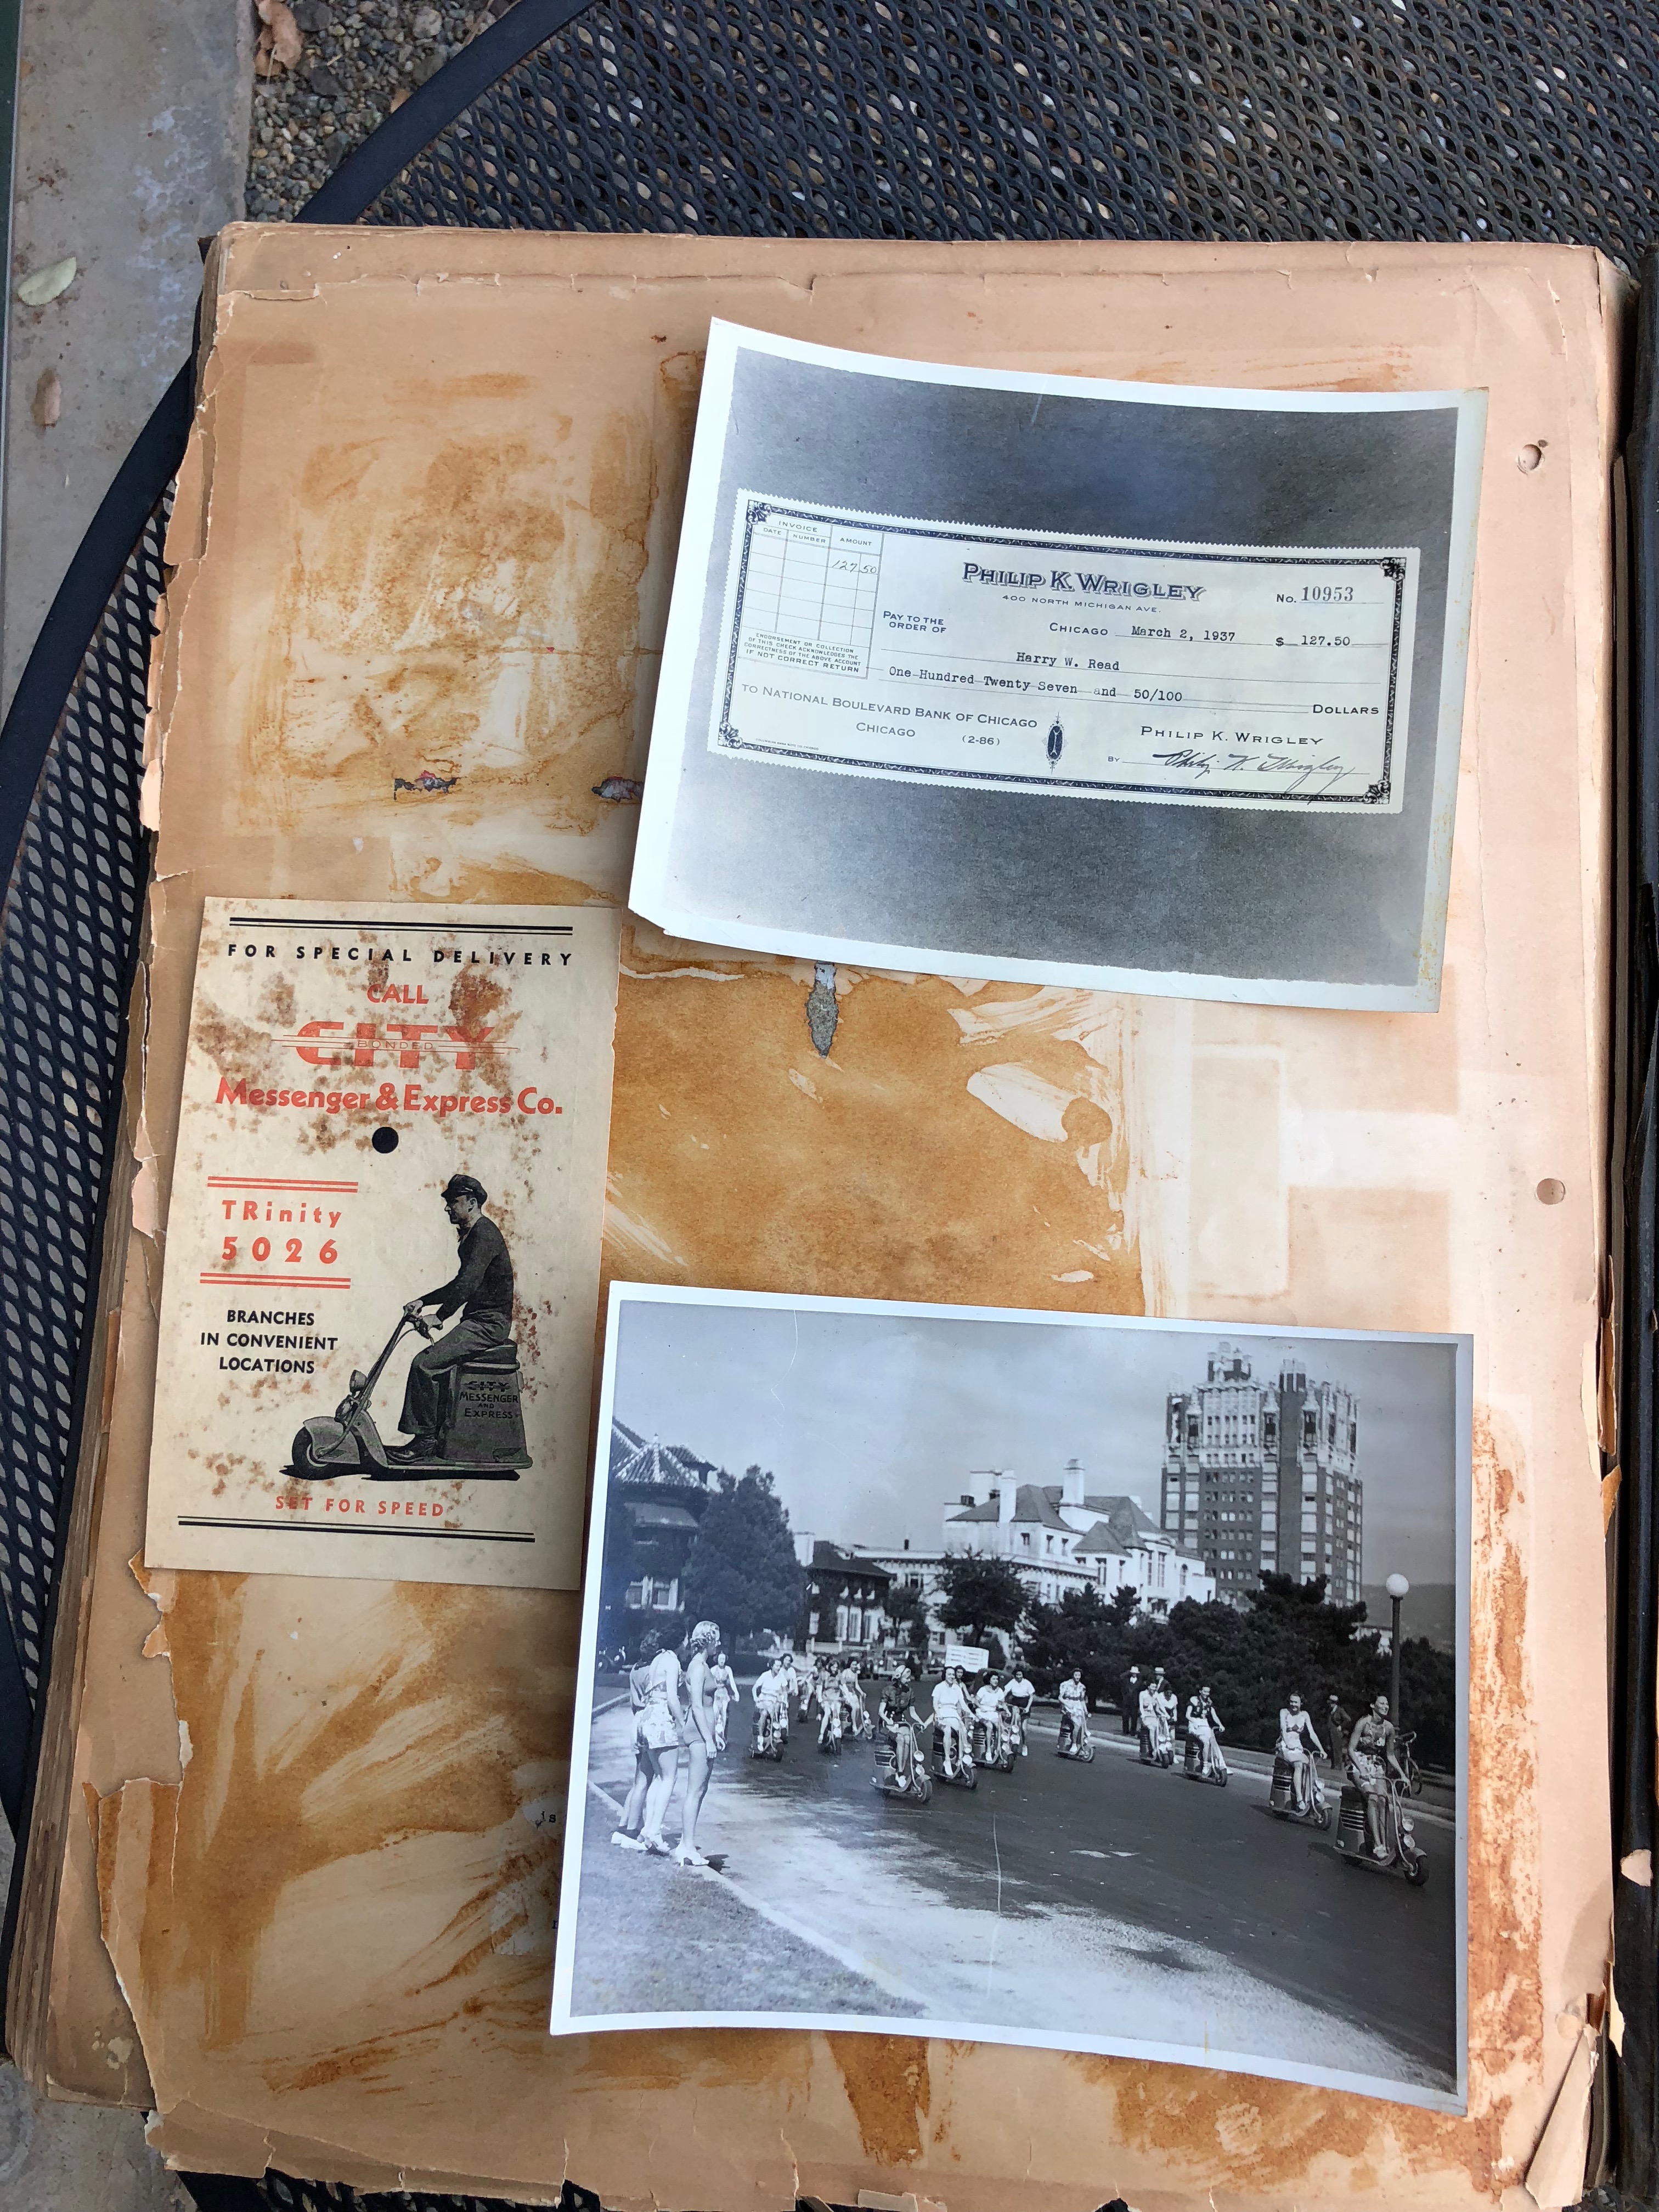 INVOICE
DATE NUMBER AMOUNT
127.50
ENDORSEMENT OR COLLECTION
OF THIS CHECK ACKNOWLEDGES THE
CORRECTNESS OF THE ABOVE ACCOUNT
IF NOT CORRECT RETURN
PHILIP K. WRIGLEY
400 NORTH MICHIGAN AVE.
No. 10953
PAY TO THE
ORDER OF
CHICAGO March 2, 1937 $ 127.50
Harry W. Read
One Hundred Twenty Seven and 50/100 DOLLARS
TO NATIONAL BOULEVARD BANK OF CHICAGO
CHICAGO (2-86)
PHILIP K. WRIGLEY
BY Philip K. Wrigley
FOR SPECIAL DELIVERY
CALL
CITY
BONDED
Messenger & Express Co.
TRinity
5026
BRANCHES
IN CONVENIENT
LOCATIONS
CITY
MESSENGER
AND
EXPRESS
SET FOR SPEED
is